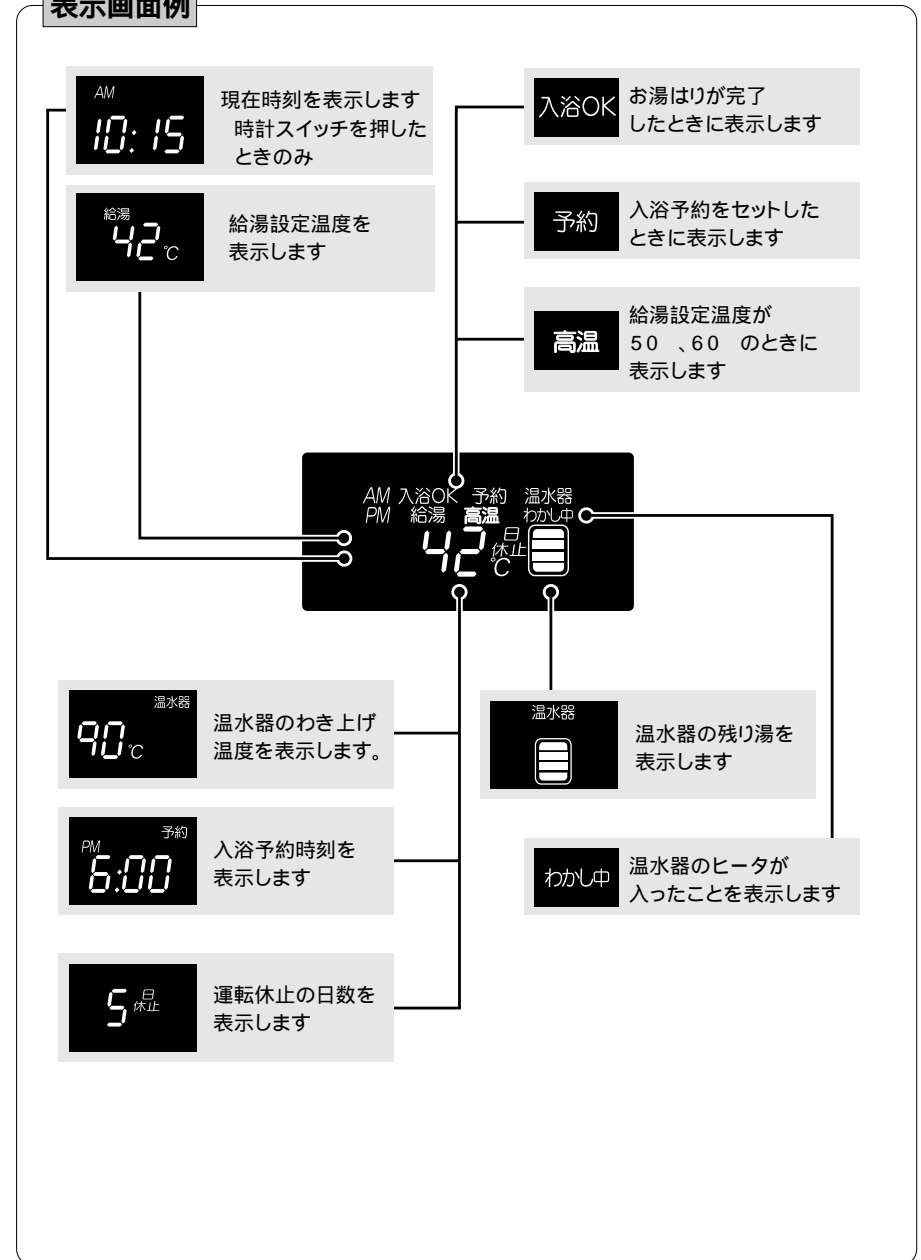 表示画面例
AM
10:15
現在時刻を表示します
時計スイッチを押した
ときのみ
給湯
42℃
給湯設定温度を
表示します
入浴OK
お湯はりが完了
したときに表示します
予約
入浴予約をセットした
ときに表示します
高温
給湯設定温度が
50 、60 のときに
表示します
AM 入浴OK 予約 温水器
PM 給湯 高温 わかし中
42℃ 日
休止
温水器
90℃
温水器のわき上げ
温度を表示します。
温水器
温水器の残り湯を
表示します
予約
PM
6:00
入浴予約時刻を
表示します
わかし中
温水器のヒータが
入ったことを表示します
5 日
休止
運転休止の日数を
表示します